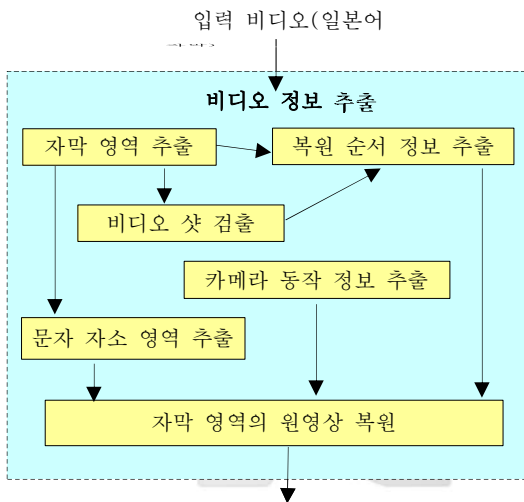 입력 비디오(일본어
비디오 정보 추출
자막 영역 추출
복원 순서 정보 추출
비디오 샷 검출
카메라 동작 정보 추출
문자 자소 영역 추출
자막 영역의 원영상 복원